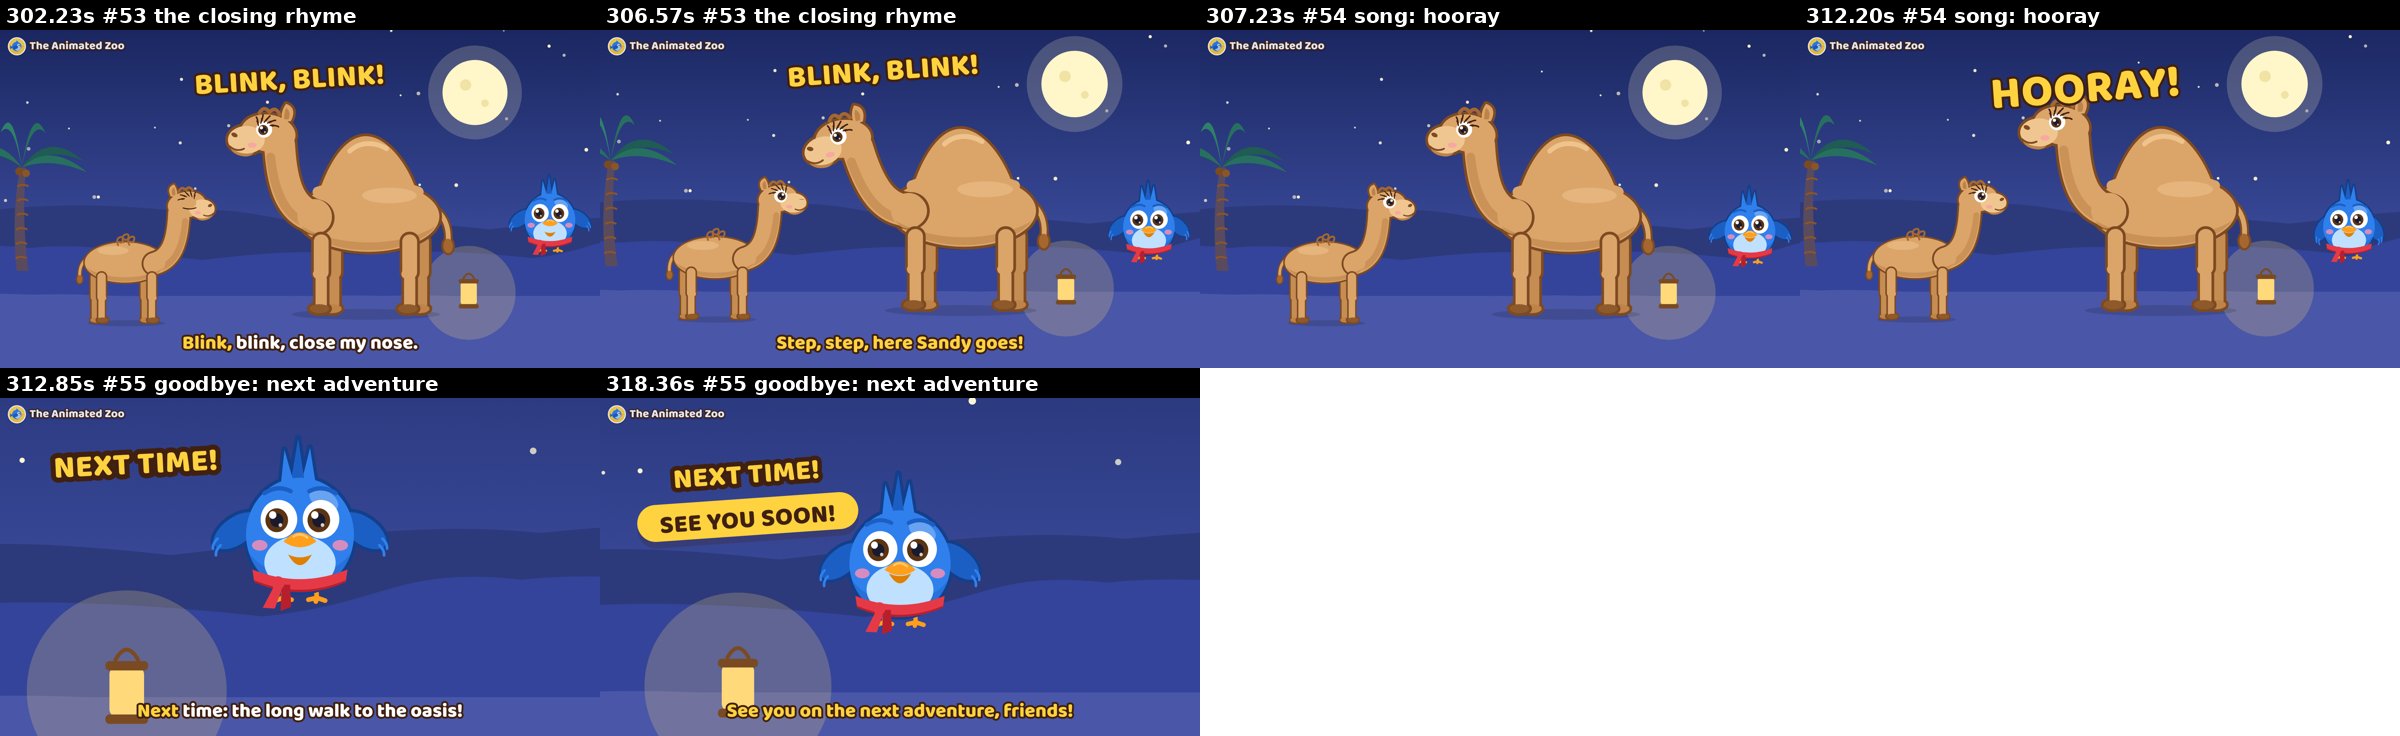 302.23s #53 the closing rhyme
The Animated Zoo
BLINK, BLINK!
Blink, blink, close my nose.
306.57s #53 the closing rhyme
The Animated Zoo
BLINK, BLINK!
Step, step, here Sandy goes!
307.23s #54 song: hooray
The Animated Zoo
312.20s #54 song: hooray
The Animated Zoo
HOORAY!
312.85s #55 goodbye: next adventure
The Animated Zoo
NEXT TIME!
Next time: the long walk to the oasis!
318.36s #55 goodbye: next adventure
The Animated Zoo
NEXT TIME!
SEE YOU SOON!
See you on the next adventure, friends!